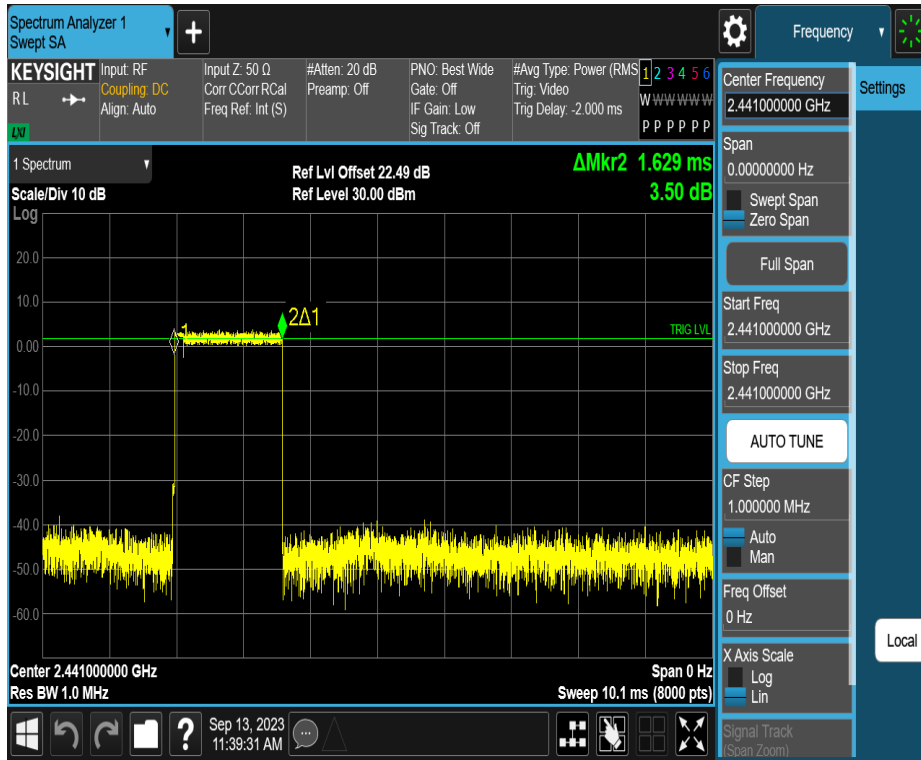 Spectrum Analyzer 1
Swept SA
+
Frequency
KEYSIGHT
R L
LXI
Input: RF
Coupling: DC
Align: Auto
Input Z: 50 Ω
Corr CCorr RCal
Freq Ref: Int (S)
#Atten: 20 dB
Preamp: Off
PNO: Best Wide
Gate: Off
IF Gain: Low
Sig Track: Off
#Avg Type: Power (RMS
Trig: Video
Trig Delay: -2.000 ms
1 2 3 4 5 6
W W W W W W
P P P P P P
1 Spectrum
Scale/Div 10 dB
Log
Ref Lvl Offset 22.49 dB
Ref Level 30.00 dBm
ΔMkr2 1.629 ms
3.50 dB
20.0
10.0
0.00
-10.0
-20.0
-30.0
-40.0
-50.0
-60.0
1
2Δ1
TRIG LVL
Center 2.441000000 GHz
Res BW 1.0 MHz
Span 0 Hz
Sweep 10.1 ms (8000 pts)
?
Sep 13, 2023
11:39:31 AM
Center Frequency
2.441000000 GHz
Span
0.00000000 Hz
Swept Span
Zero Span
Full Span
Start Freq
2.441000000 GHz
Stop Freq
2.441000000 GHz
AUTO TUNE
CF Step
1.000000 MHz
Auto
Man
Freq Offset
0 Hz
X Axis Scale
Log
Lin
Signal Track
(Span Zoom)
Settings
Local